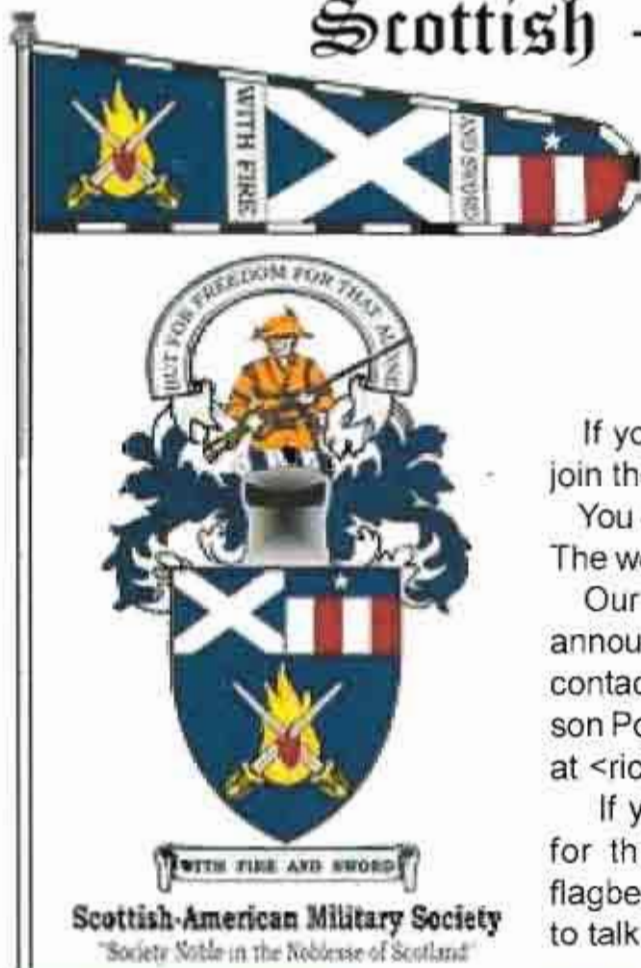 Scottish -
WITH FIRE
AND SWORD
BUT FOR FREEDOM FOR THAT ALONE
WITH FIRE AND SWORD
Scottish-American Military Society
"Society Noble in the Noblesse of Scotland"
If yo
join the
You
The we
Our
annou
contac
son Po
at <ric
If y
for th
flagbe
to talk